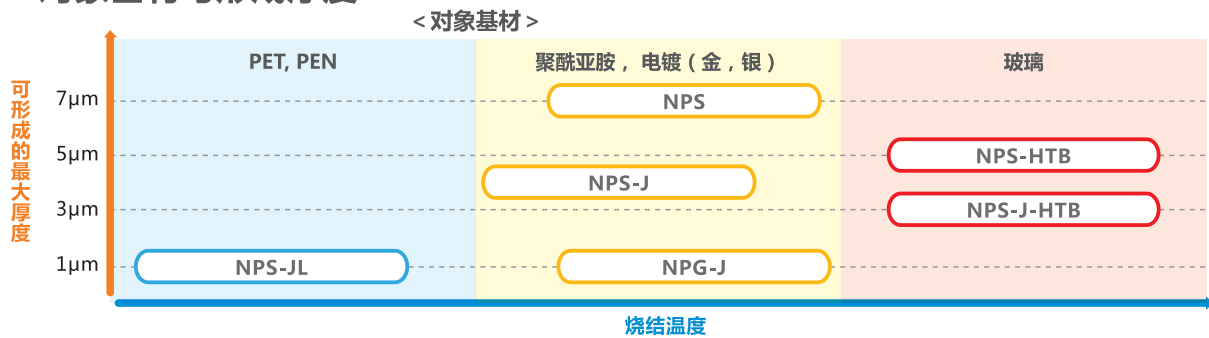 ＜对象基材＞
PET, PEN
聚酰亚胺，电镀（金，银）
玻璃
可形成的最大厚度
7μm
NPS
5μm
NPS-HTB
NPS-J
3μm
NPS-J-HTB
1μm
NPS-JL
NPG-J
烧结温度